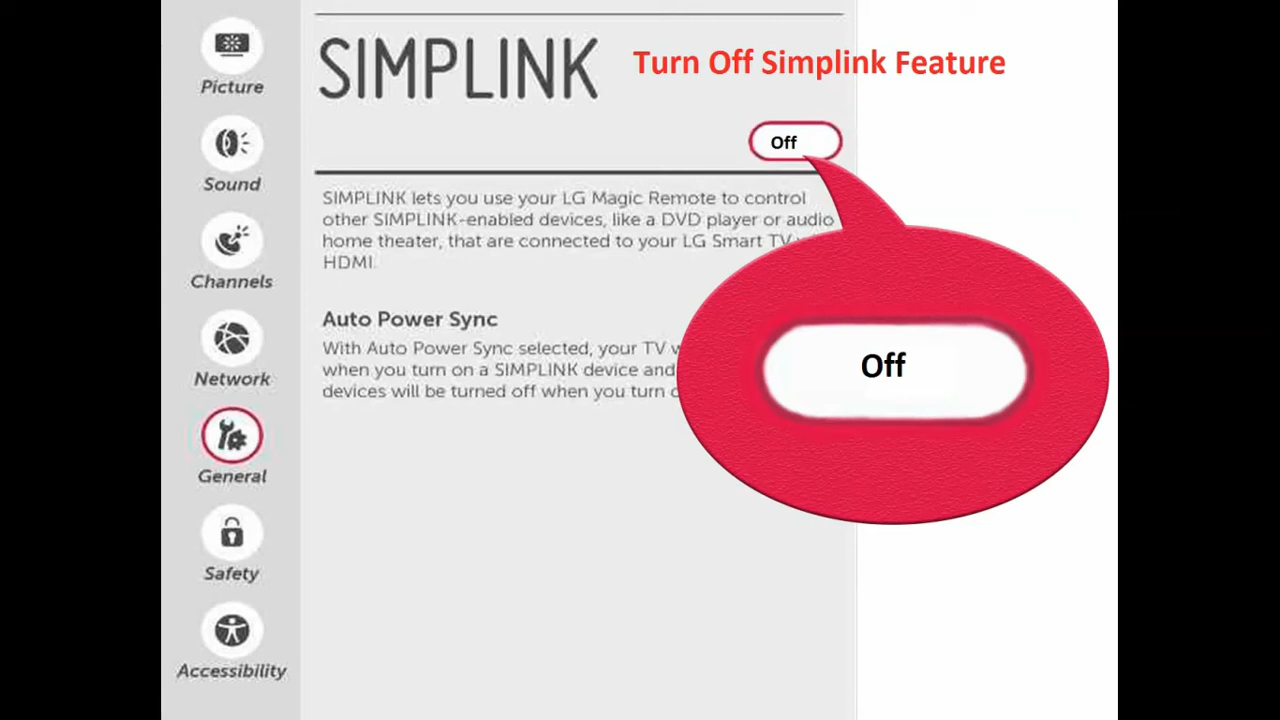 Picture
Sound
Channels
Network
General
Safety
Accessibility
SIMPLINK
Turn Off Simplink Feature
Off
SIMPLINK lets you use your LG Magic Remote to control
other SIMPLINK-enabled devices, like a DVD player or audio
home theater, that are connected to your LG Smart TV
HDMI.
Auto Power Sync
With Auto Power Sync selected, your TV
when you turn on a SIMPLINK device and
devices will be turned off when you turn
Off